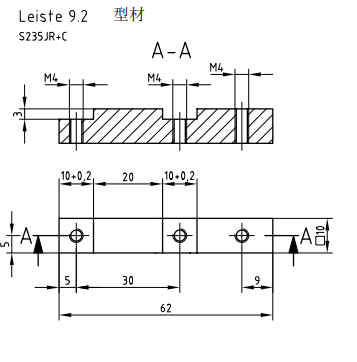 Leiste 9.2 型材
S235JR+C
A-A
M4 M4 M4
3
10+0,2 20 10+0,2
A A
5
□10
5 30 9
62